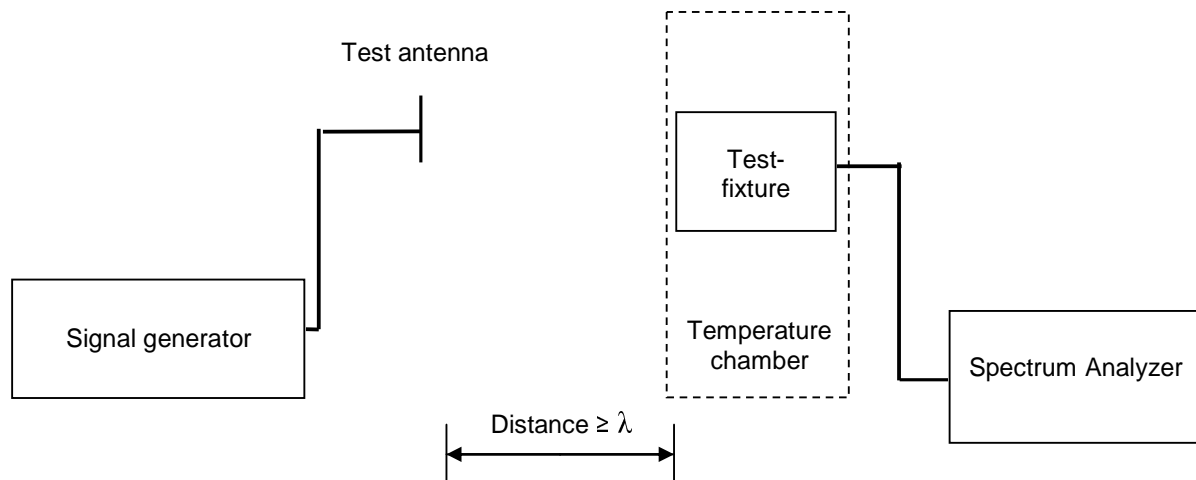 Test antenna
Test-
fixture
Signal generator
Temperature
chamber
Spectrum Analyzer
Distance ≥ λ